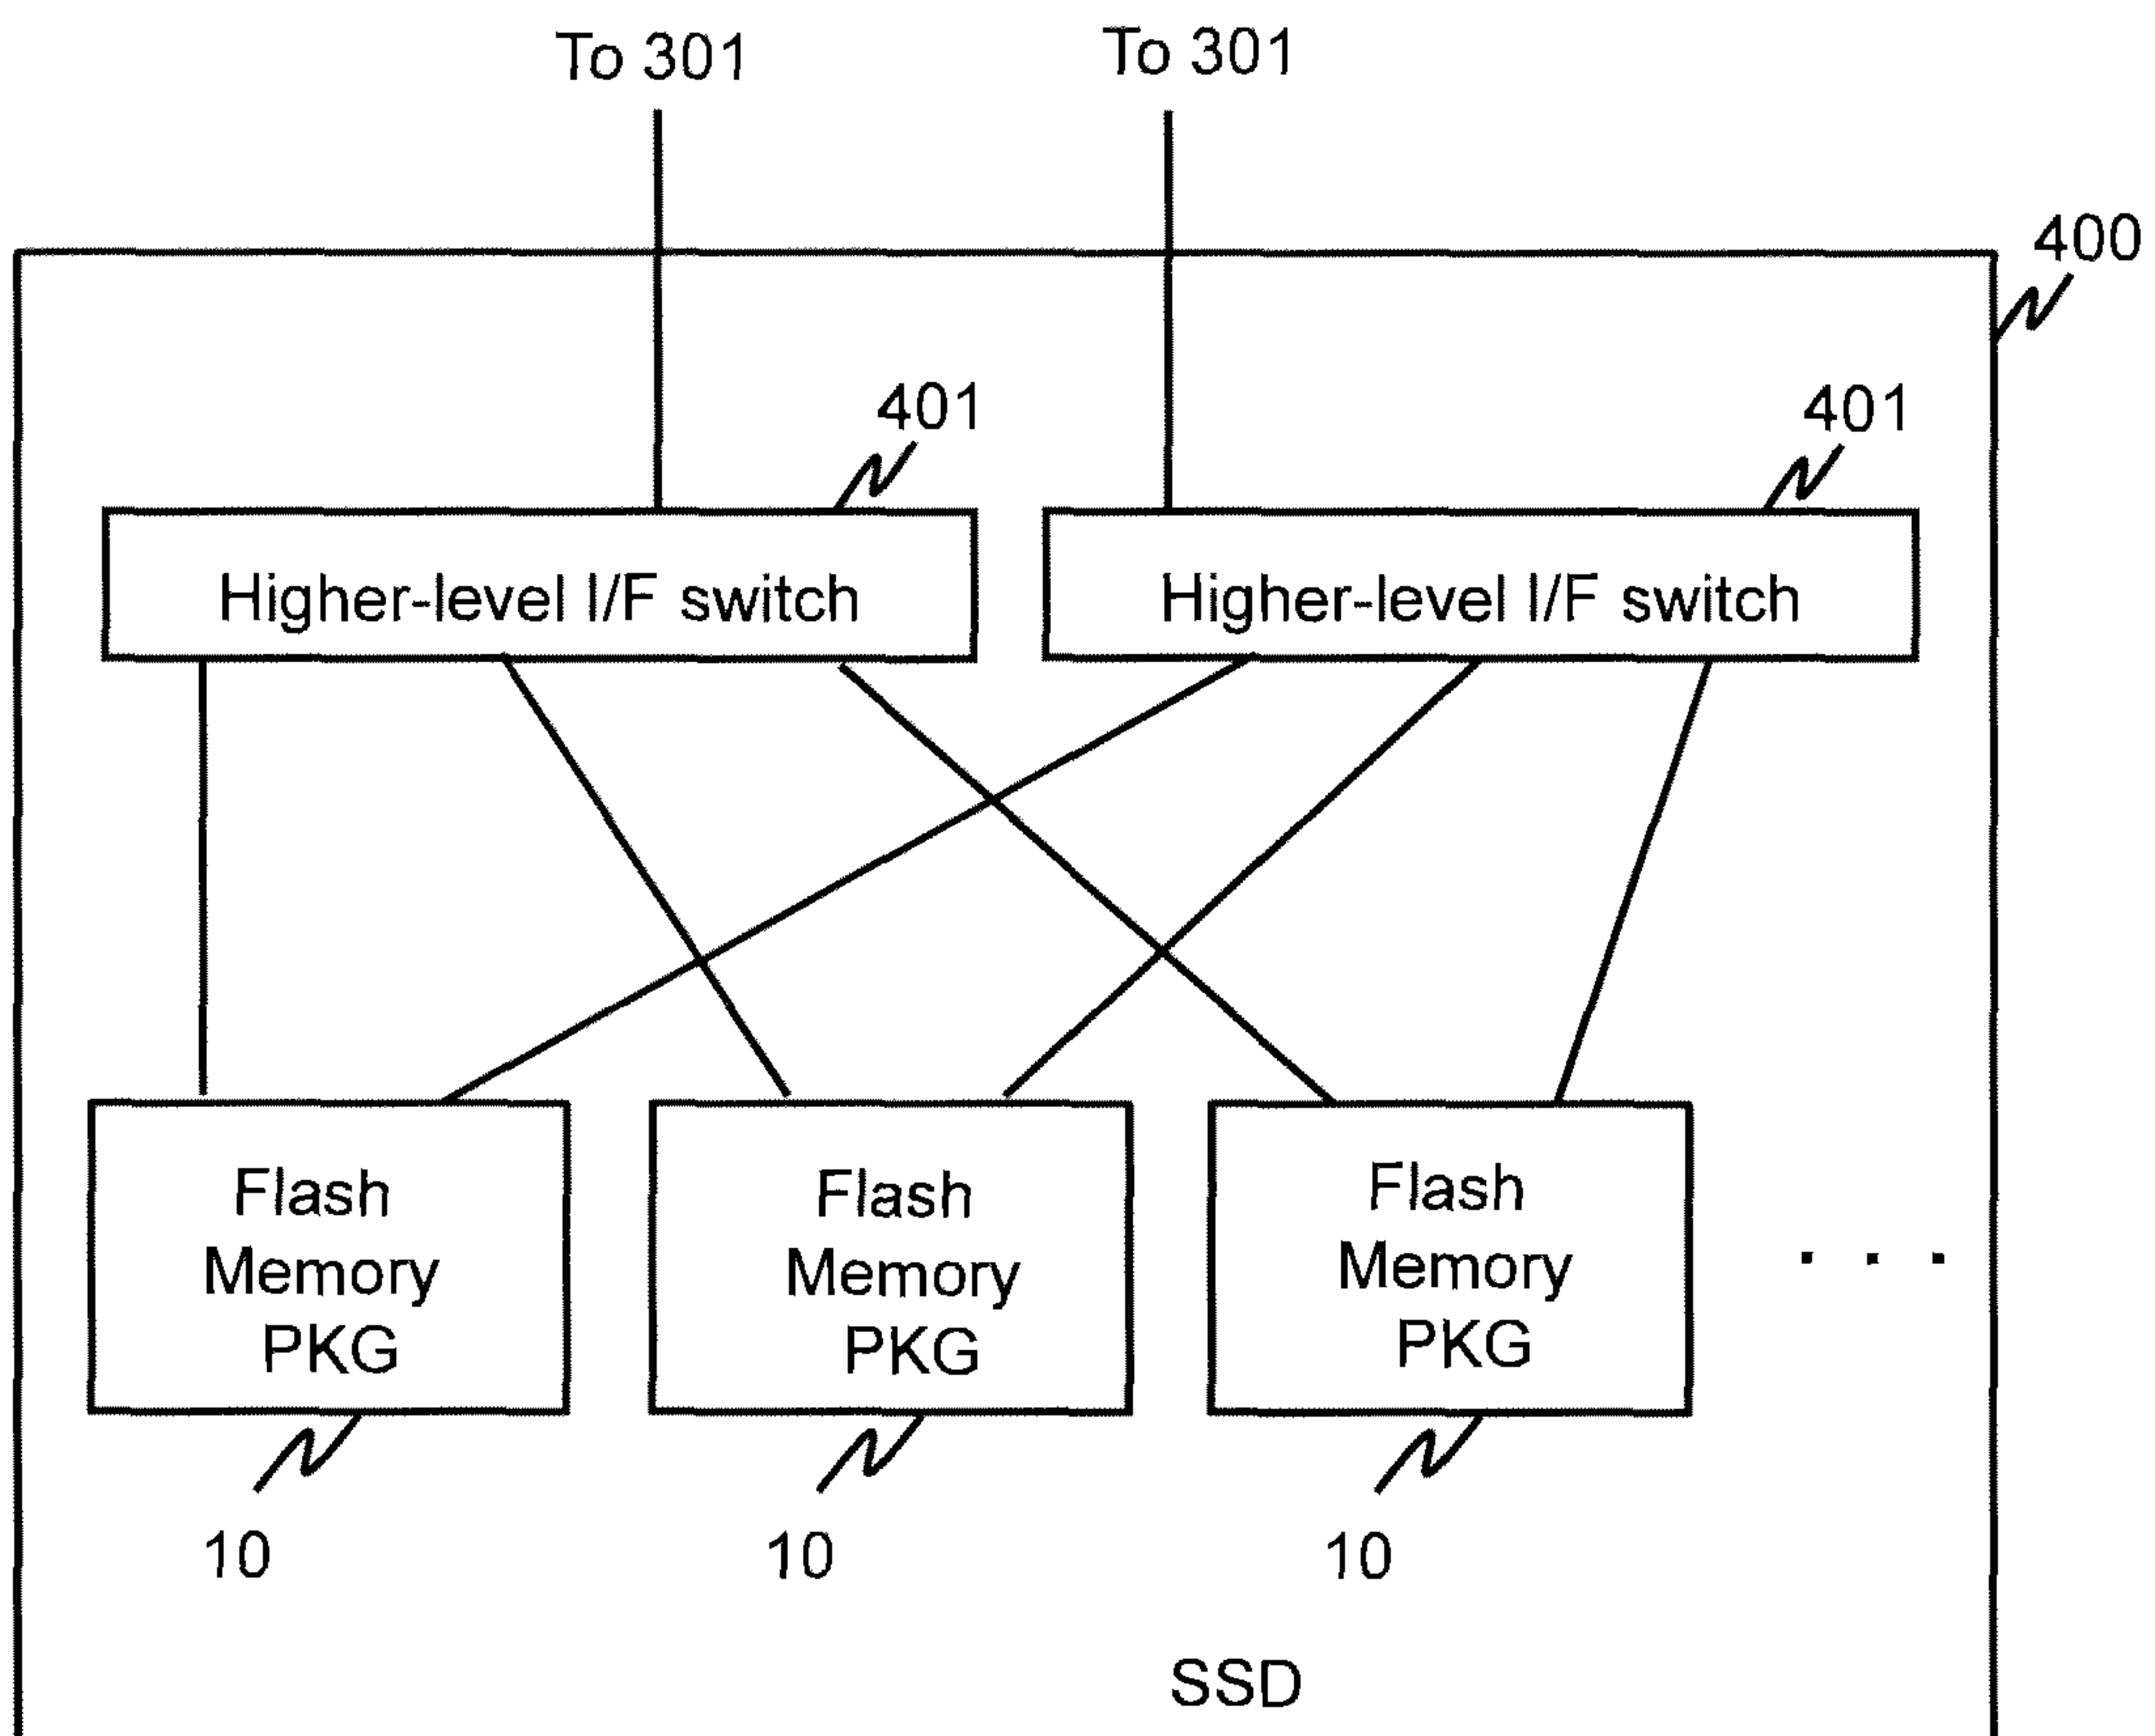 To 301
To 301
400
401
401
Higher-level I/F switch
Higher-level I/F switch
Flash
Memory
PKG
Flash
Memory
PKG
Flash
Memory
PKG
. . .
10
10
10
SSD